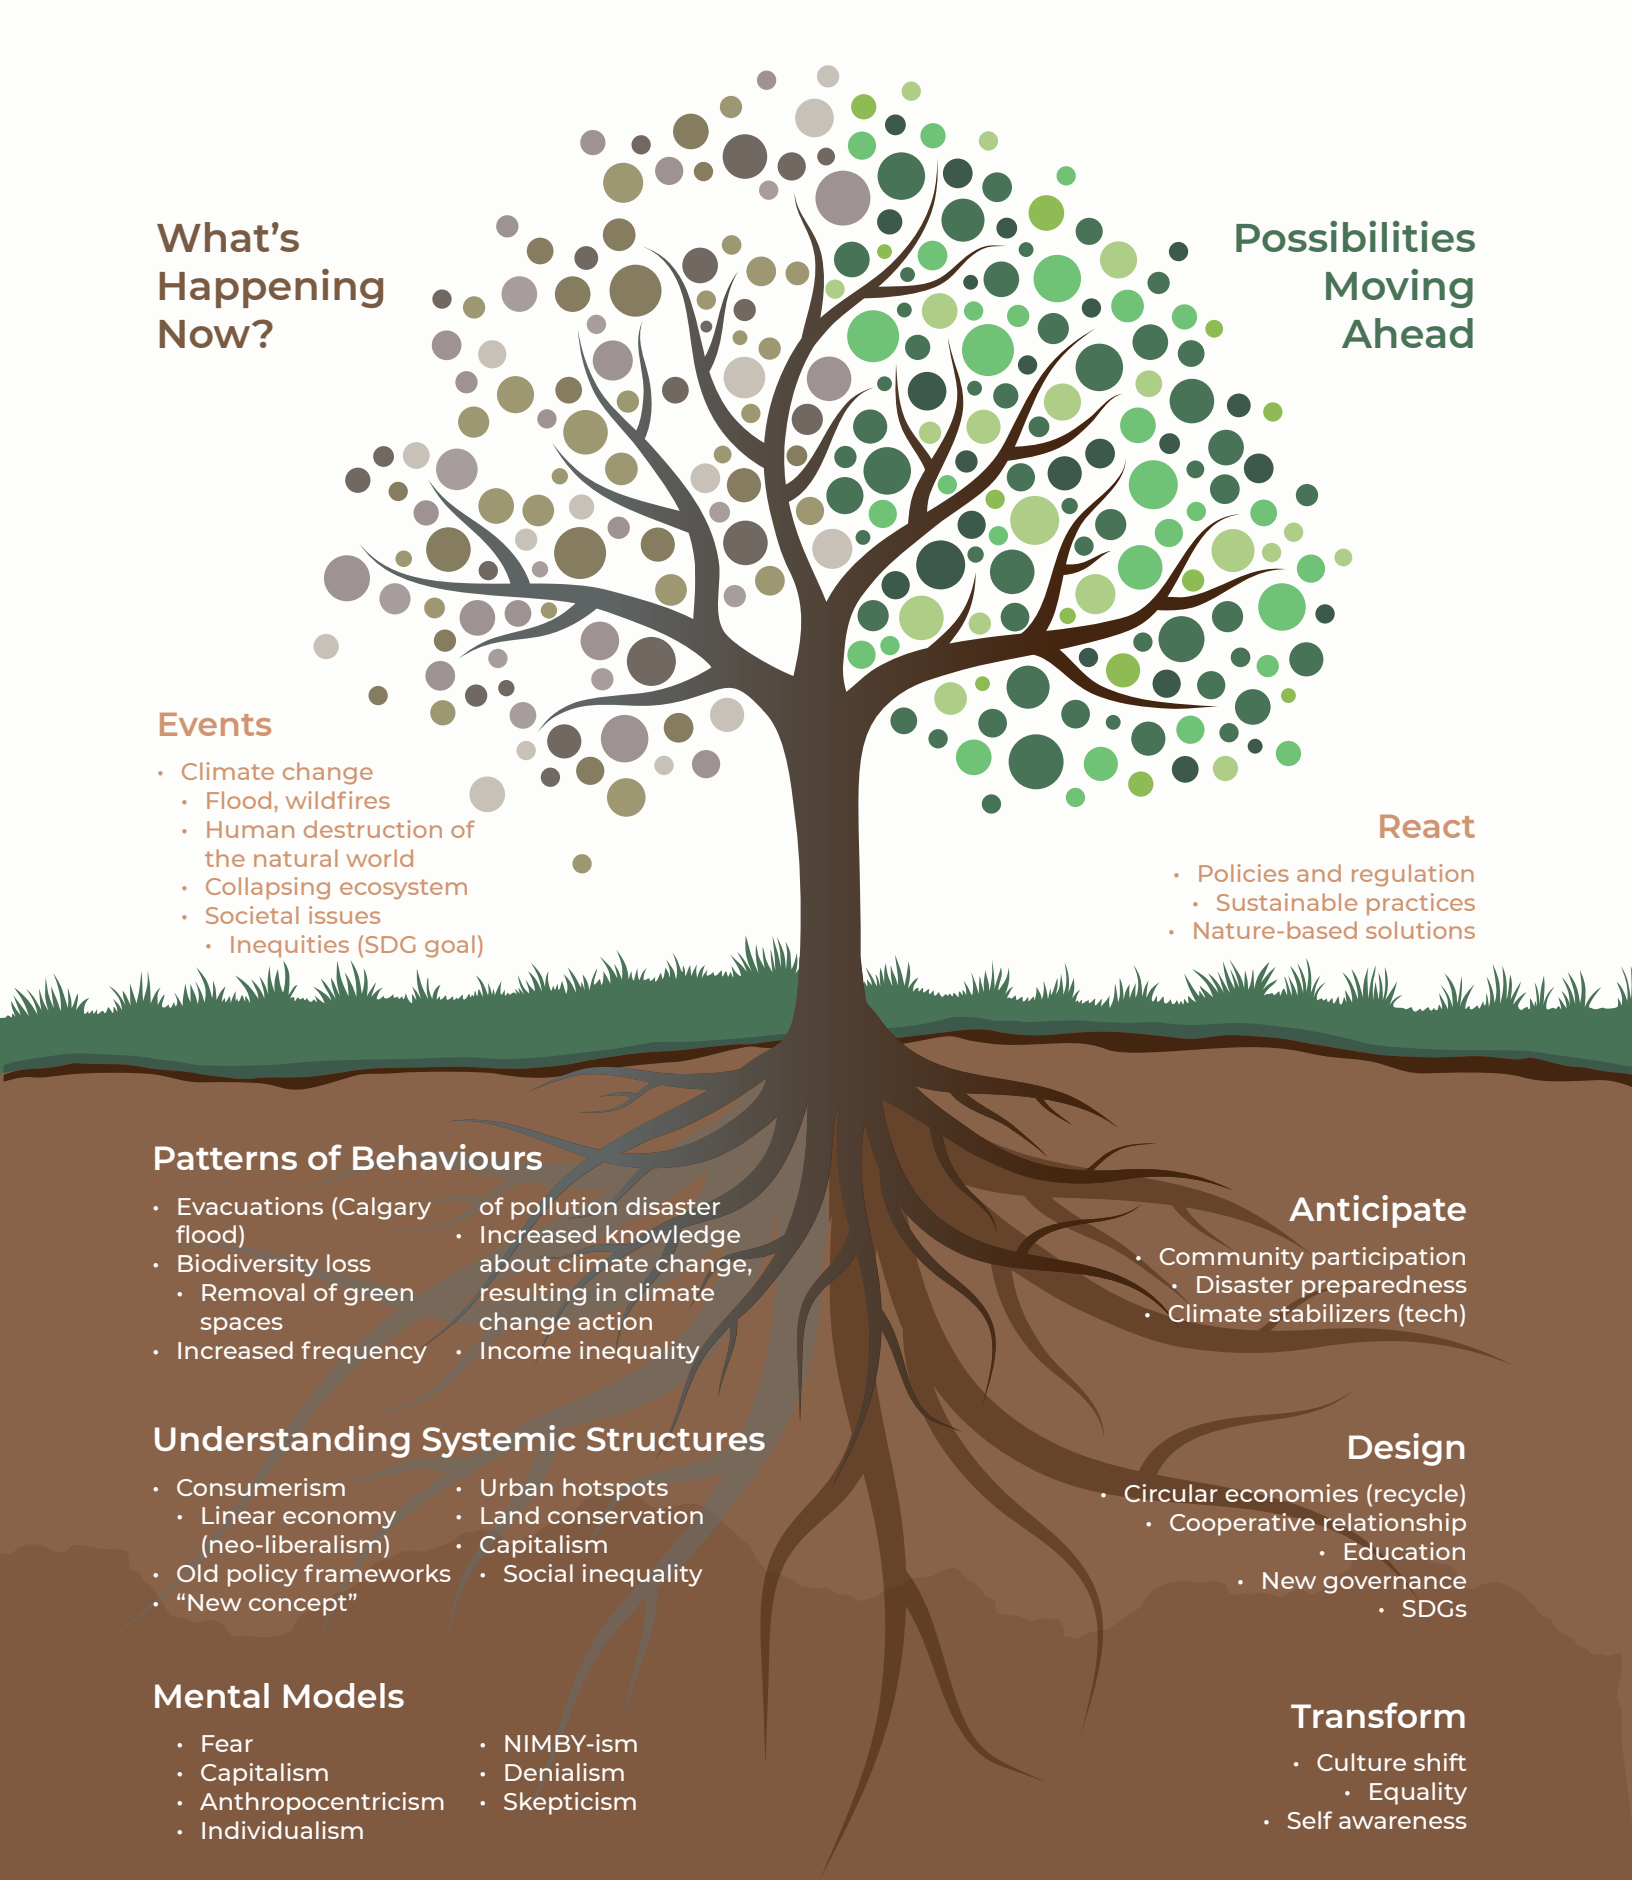 What’s
Happening
Now?
Possibilities
Moving
Ahead
Events
• Climate change
• Flood, wildfires
• Human destruction of
the natural world
• Collapsing ecosystem
• Societal issues
• Inequities (SDG goal)
React
• Policies and regulation
• Sustainable practices
• Nature-based solutions
Patterns of Behaviours
• Evacuations (Calgary
flood)
• Biodiversity loss
• Removal of green
spaces
• Increased frequency
of pollution disaster
• Increased knowledge
about climate change,
resulting in climate
change action
• Income inequality
Anticipate
• Community participation
• Disaster preparedness
• Climate stabilizers (tech)
Understanding Systemic Structures
• Consumerism
• Linear economy
(neo-liberalism)
• Old policy frameworks
• “New concept”
• Urban hotspots
• Land conservation
• Capitalism
• Social inequality
Design
• Circular economies (recycle)
• Cooperative relationship
• Education
• New governance
• SDGs
Mental Models
• Fear
• Capitalism
• Anthropocentricism
• Individualism
• NIMBY-ism
• Denialism
• Skepticism
Transform
• Culture shift
• Equality
• Self awareness